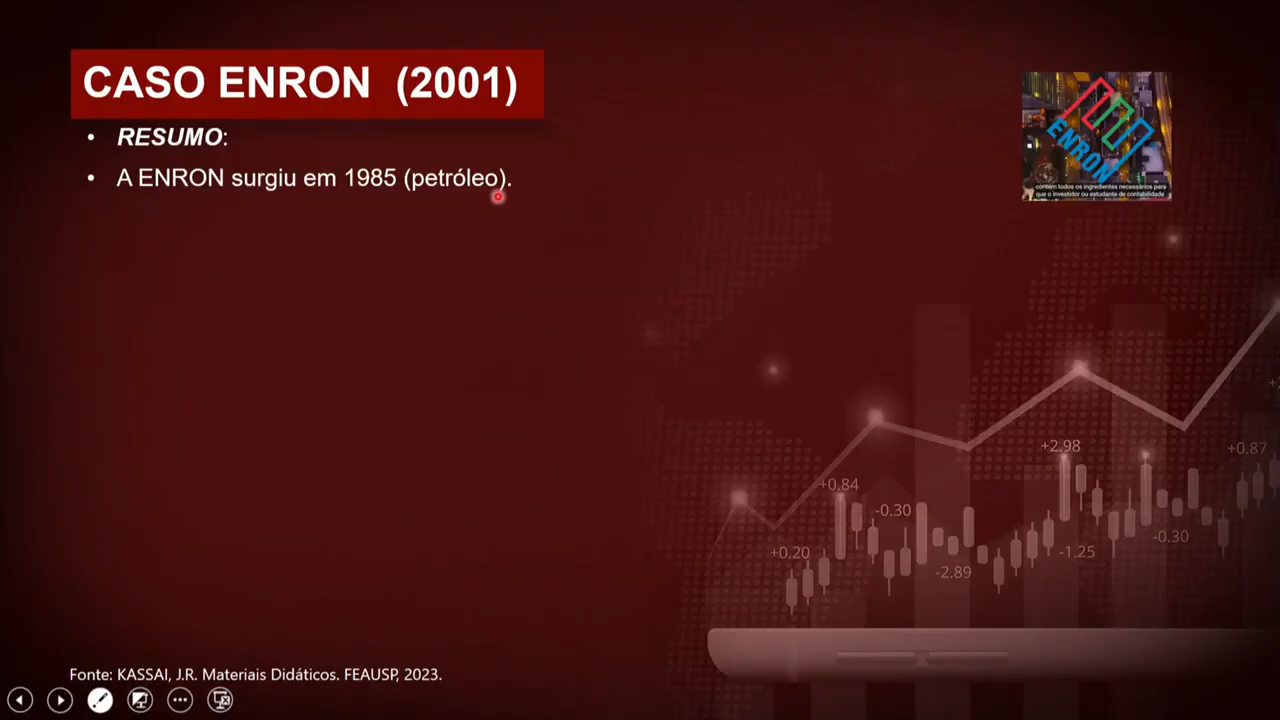 CASO ENRON (2001)
• RESUMO:
• A ENRON surgiu em 1985 (petróleo).
ENRON
contém todos os ingredientes necessários para
que o investidor ou estudante de contabilidade
+2.98
+0.87
+0.84
-0.30
-0.30
+0.20
-1.25
-2.89
Fonte: KASSAI, J.R. Materiais Didáticos. FEAUSP, 2023.